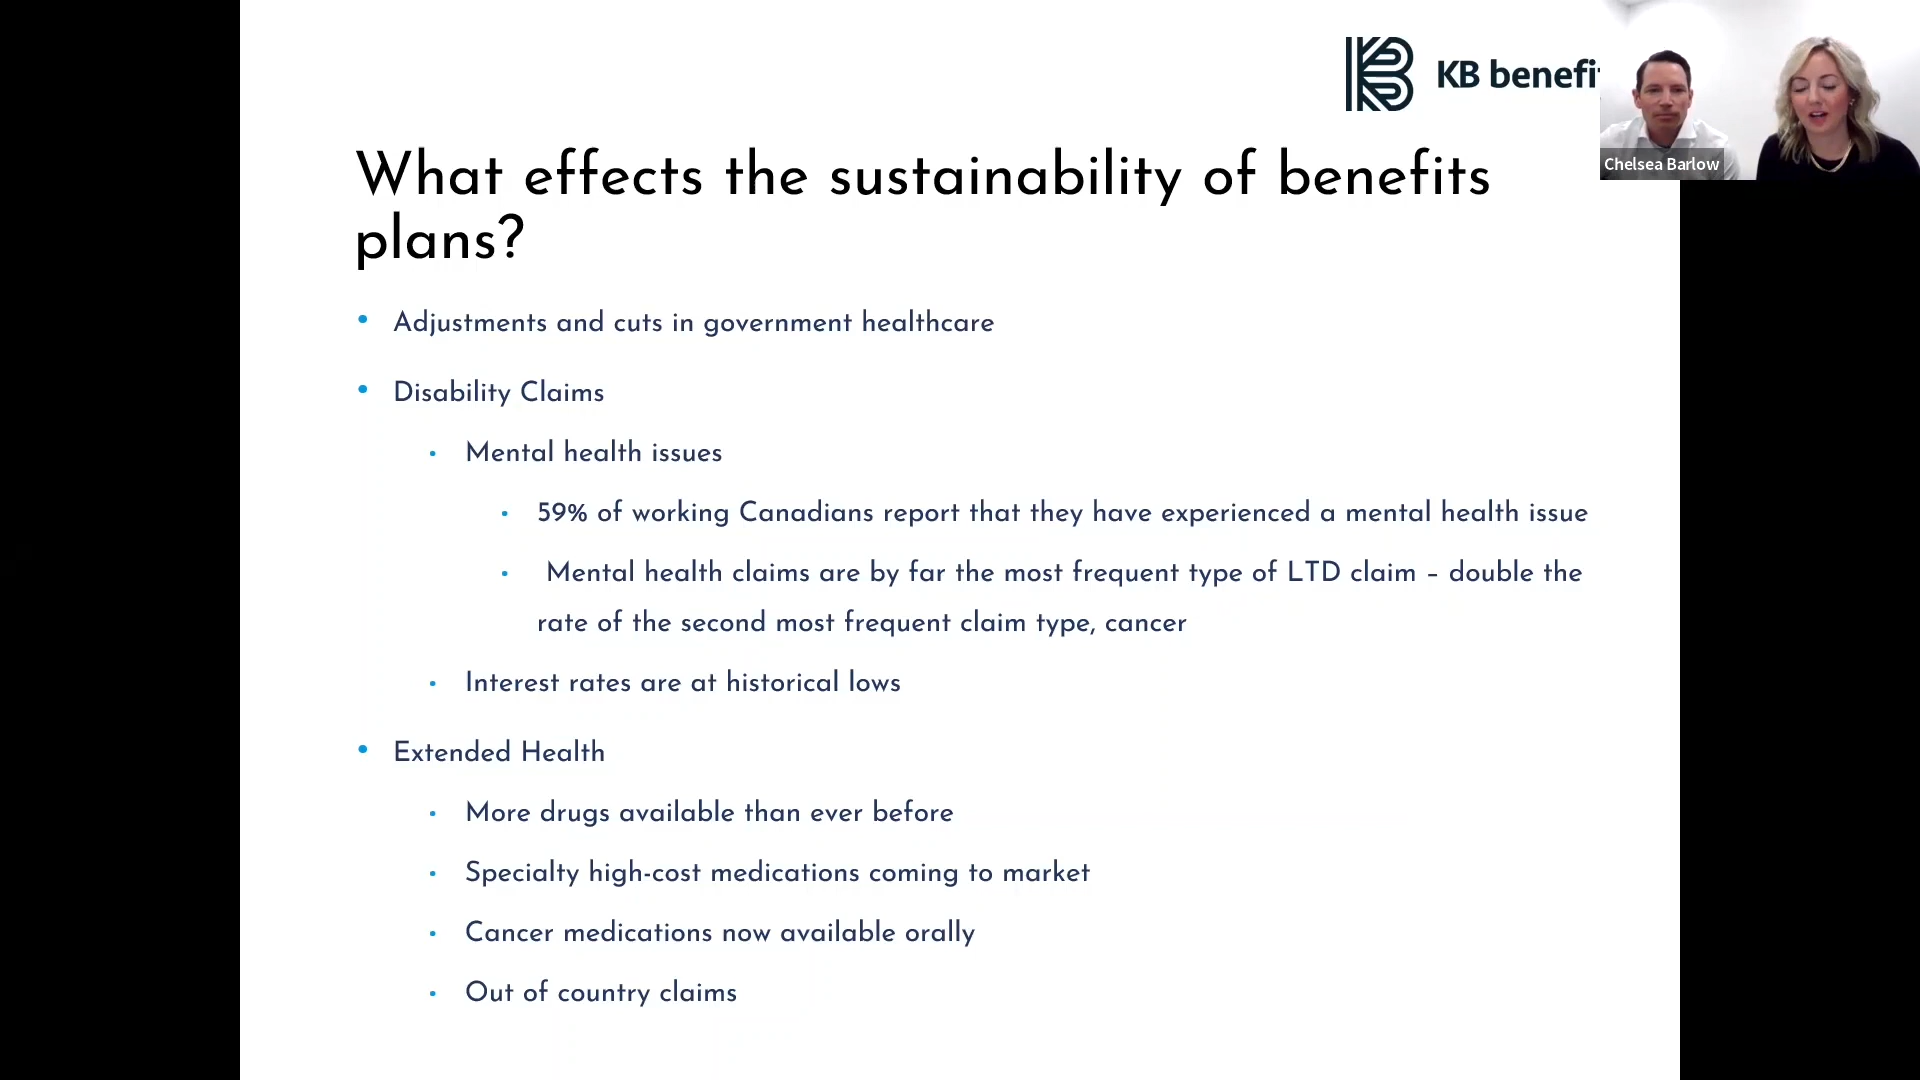 KB benefi
Chelsea Barlow
What effects the sustainability of benefits
plans?
• Adjustments and cuts in government healthcare
• Disability Claims
• Mental health issues
• 59% of working Canadians report that they have experienced a mental health issue
• Mental health claims are by far the most frequent type of LTD claim – double the
rate of the second most frequent claim type, cancer
• Interest rates are at historical lows
• Extended Health
• More drugs available than ever before
• Specialty high-cost medications coming to market
• Cancer medications now available orally
• Out of country claims